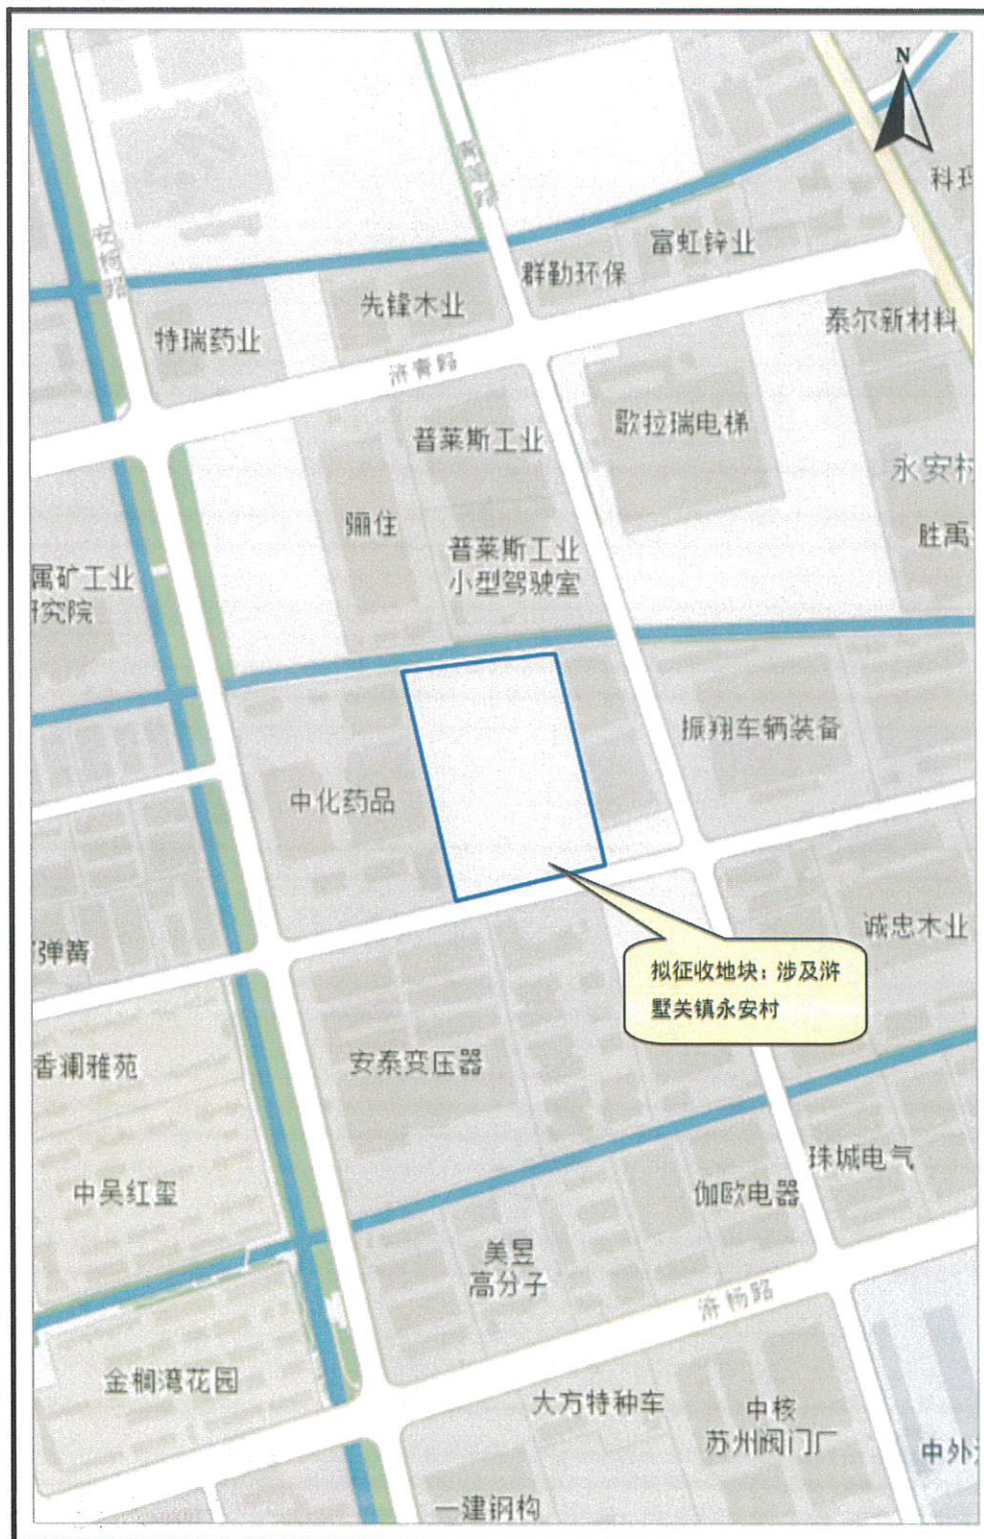 N
科玛
富虹锌业
群勤环保
先锋木业
特瑞药业
泰尔新材料
浒青路
普莱斯工业
歌拉瑞电梯
永安村
骊住
胜禹
普莱斯工业
小型驾驶室
属矿工业
研究院
振翔车辆装备
中化药品
诚忠木业
弹簧
拟征收地块：涉及浒
墅关镇永安村
香澜雅苑
安泰变压器
珠城电气
中吴红玺
伽欧电器
美昱
高分子
浒杨路
金榈湾花园
大方特种车
中核
苏州阀门厂
中外
一建钢构